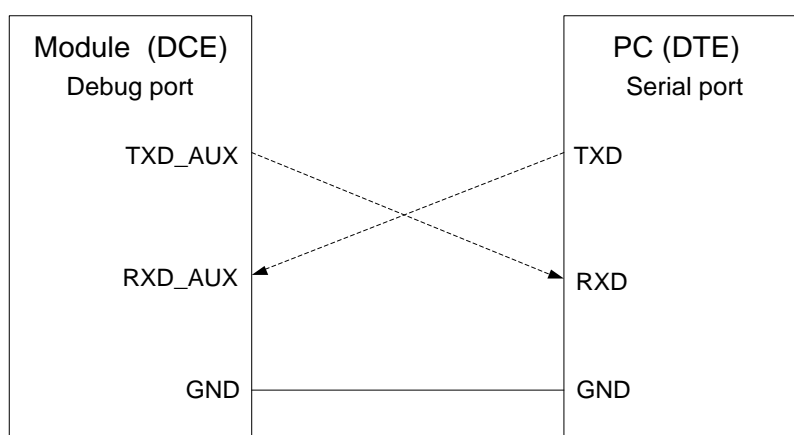 Module (DCE)
Debug port
TXD_AUX
RXD_AUX
GND
PC (DTE)
Serial port
TXD
RXD
GND